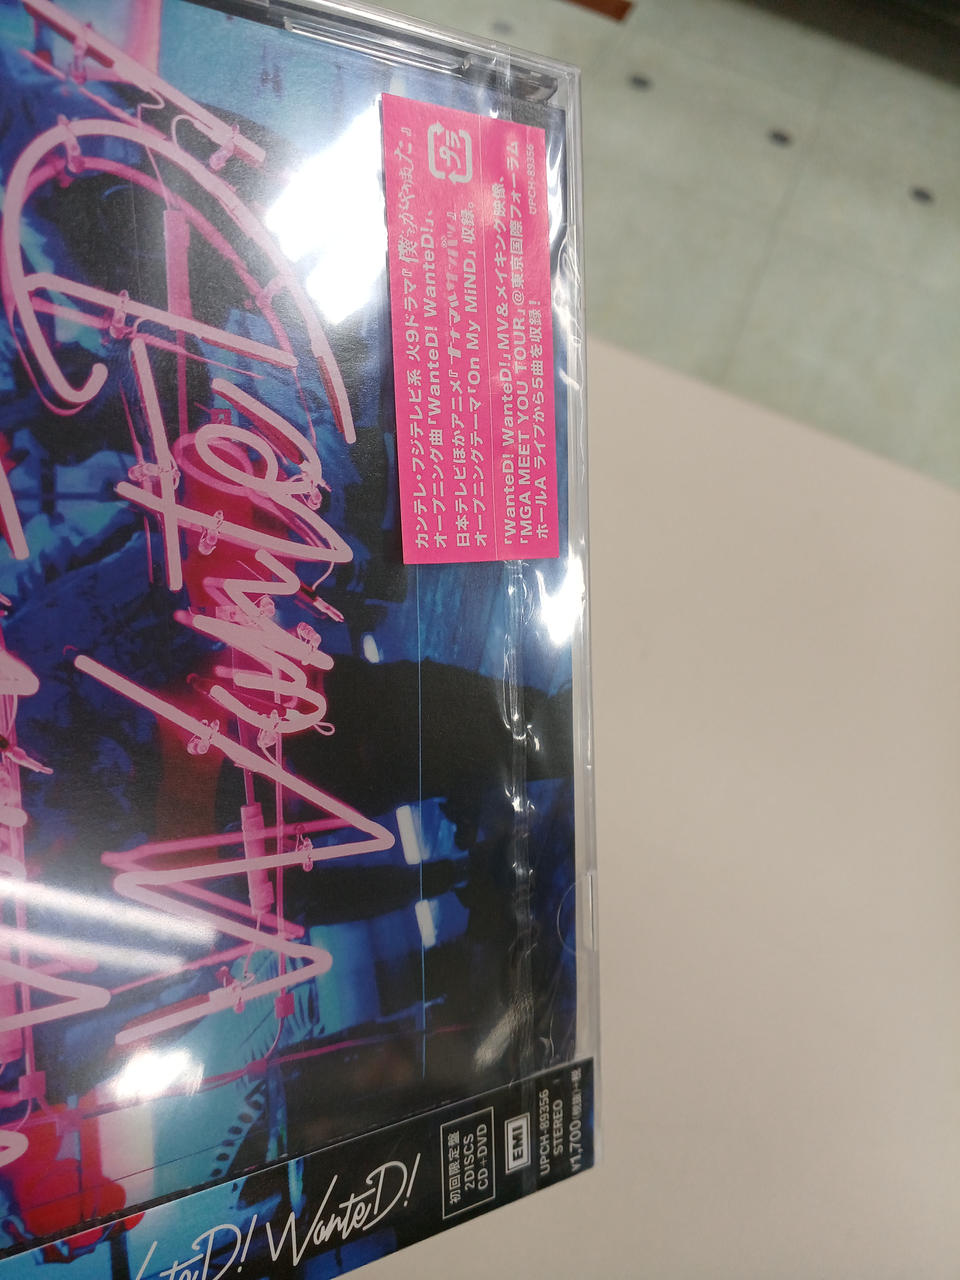 カンテレ・フジテレビ系 火9ドラマ『僕たちがやりました』
オープニング曲「WanteD! WanteD!」、
日本テレビほかアニメ『ナナマルサンバツ』
オープニングテーマ「On My MiND」収録。
「WanteD! WanteD!」MV&メイキング映像、
「MGA MEET YOU TOUR」@東京国際フォーラム
ホールA ライブから5曲を収録!
プラ
UPCH-89356
WanteD! WanteD!
初回限定盤
2DISCS
CD+DVD
EMI
UPCH-89356
STEREO
¥1,700(税抜)+税